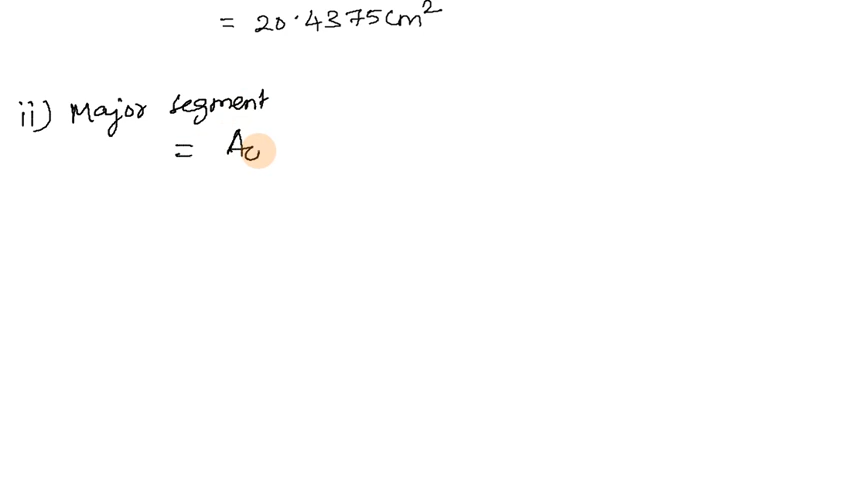 = 20.4375cm²
ii) Major segment
= Ac